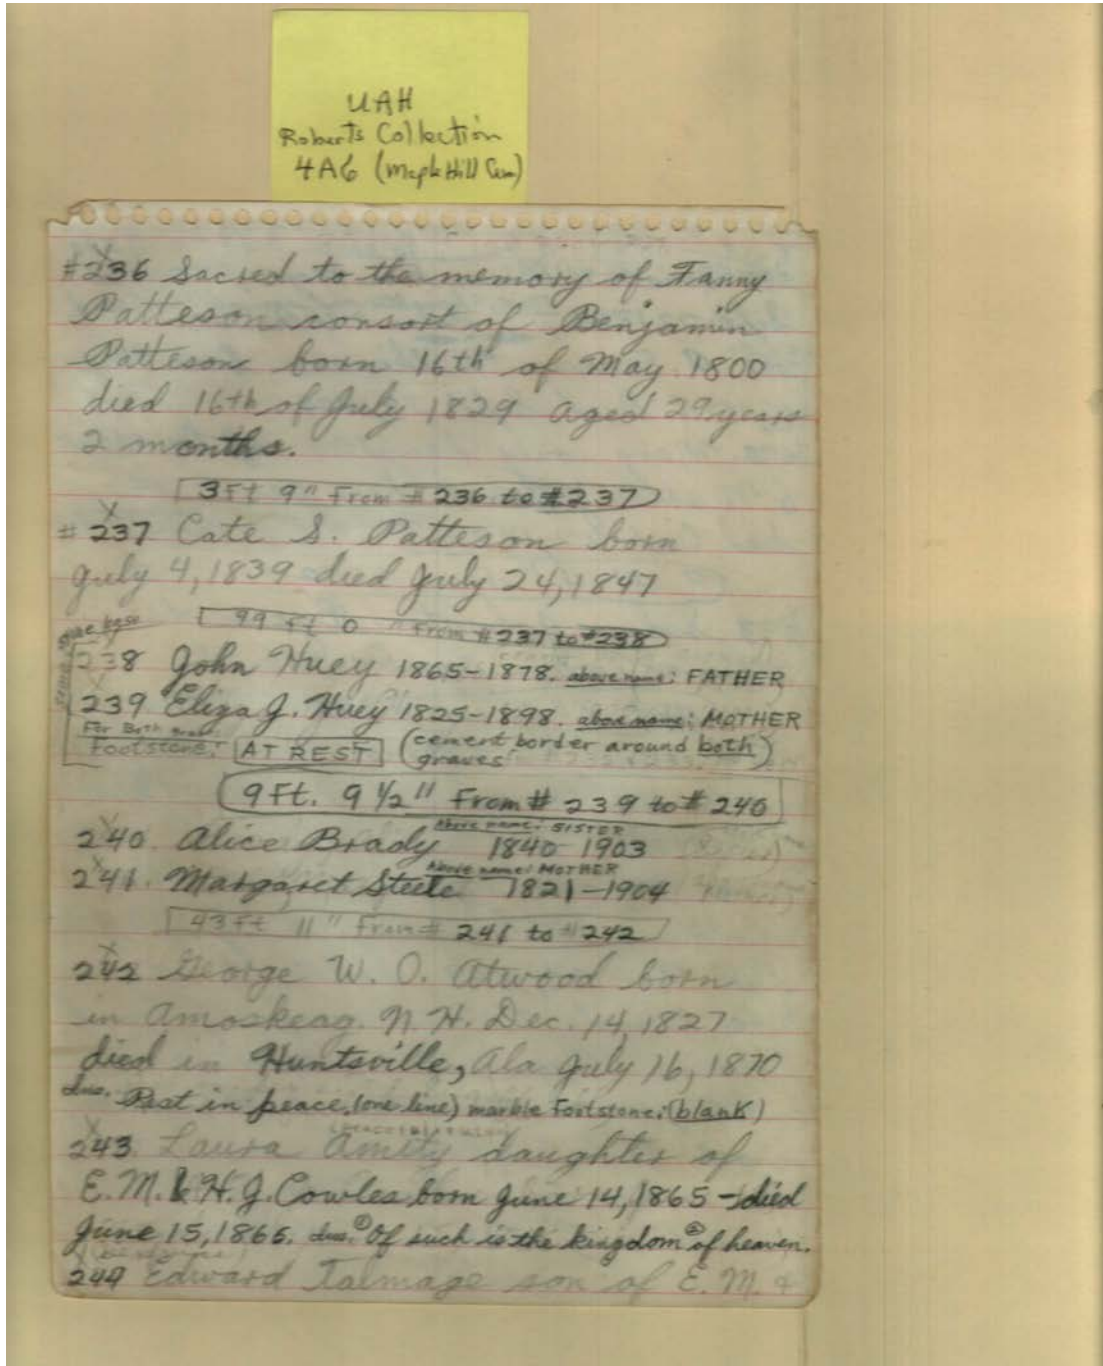 UAH
Roberts Collection
4A6 (Maple Hill Cem)
#236 Sacred to the memory of Fanny
Patteson consort of Benjamin
Patteson born 16th of May 1800
died 16th of July 1829 aged 29 years
2 months.
3 Ft 9" From #236 to #237
#237 Cate S. Patteson born
July 4, 1839 died July 24, 1847
99 ft 0 " From #237 to #238
238 John Huey 1865-1878. above name: FATHER
239 Eliza J. Huey 1825-1898. above name: MOTHER
For Both
Footstone: AT REST (cement border around both
graves)
9 Ft. 9 1/2" From # 239 to # 240
Above name: SISTER
240. Alice Brady 1840 1903
Above name: MOTHER
241. Margaret Steele 1821-1904
43 Ft 11" From # 241 to #242
242 George W. O. Atwood born
in Amoskeag. N H. Dec. 14, 1827
died in Huntsville, Ala July 16, 1870
Rest in peace. (one line) marble Footstone: (blank)
243. Laura Amity daughter of
E. M. & H. J. Cowles born June 14, 1865 - died
June 15, 1865. ① Of such is the kingdom ② of heaven.
244 Edward Talmage son of E. M. &